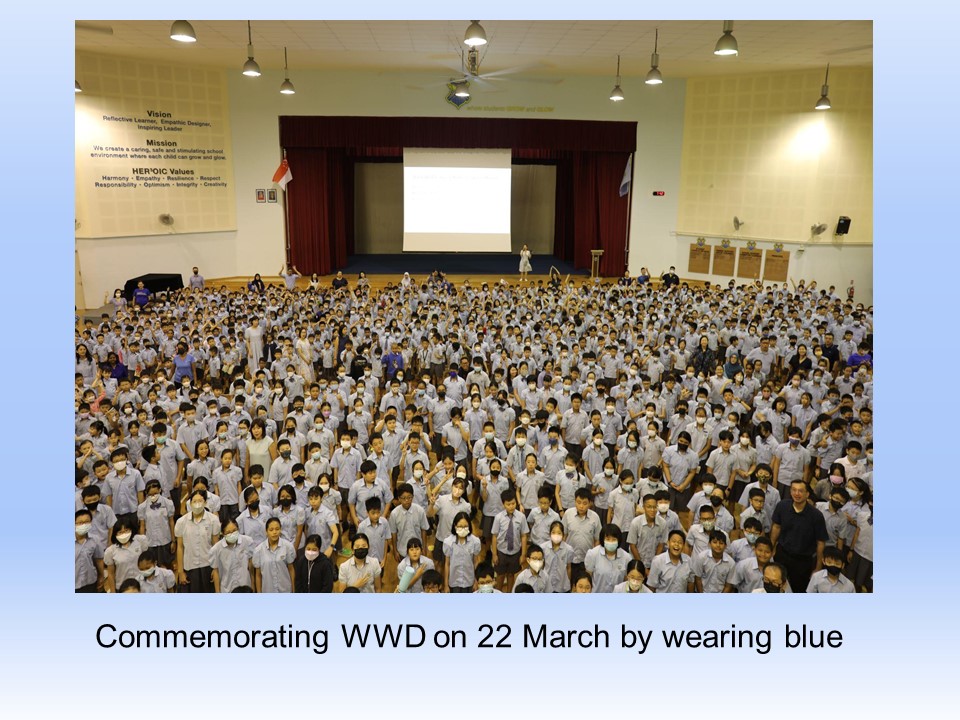 Vision
Reflective Learner, Empathic Designer,
Inspiring Leader
Mission
We create a caring, safe and stimulating school
environment where each child can grow and glow.
HER²OIC Values
Harmony - Empathy - Resilience - Respect
Responsibility - Optimism - Integrity - Creativity
Commemorating WWD on 22 March by wearing blue